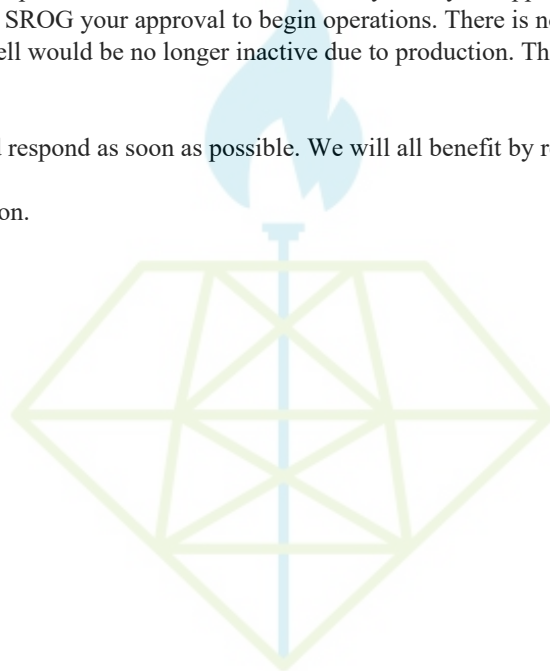 SROG your approval to begin operations. There is no
ell would be no longer inactive due to production. Th
respond as soon as possible. We will all benefit by r
on.